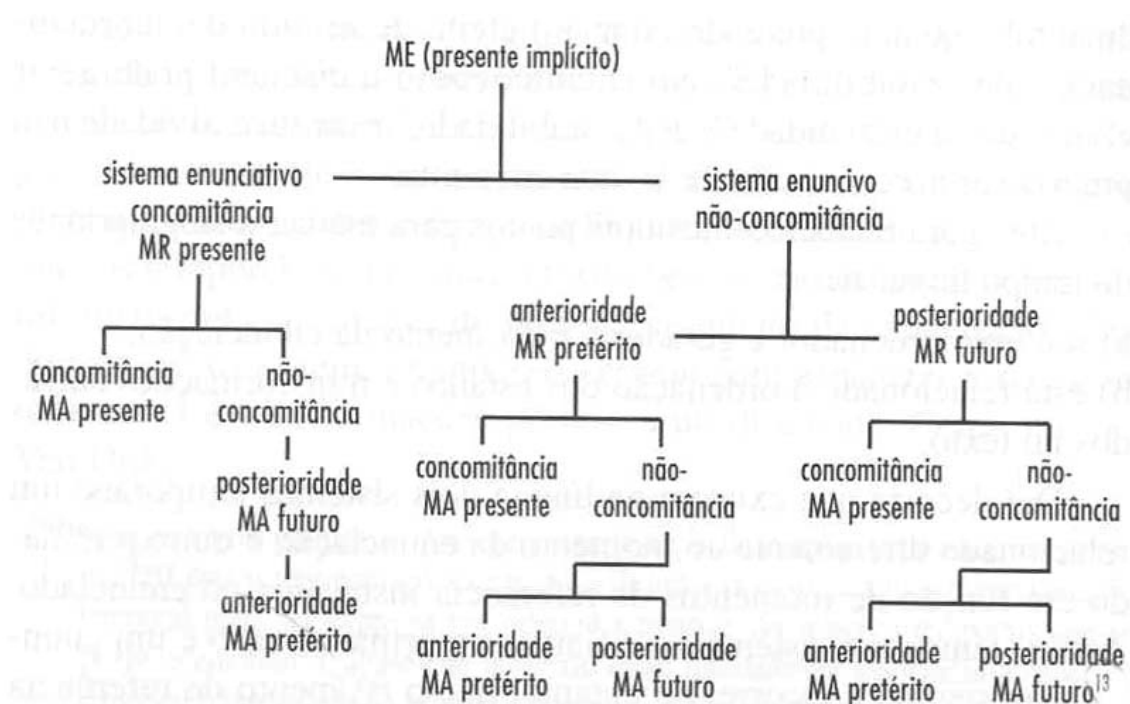 ME (presente implícito)
sistema enunciativo
concomitância
MR presente
sistema enuncivo
não-concomitância
anterioridade
MR pretérito
posterioridade
MR futuro
concomitância
MA presente
não-
concomitância
posterioridade
MA futuro
anterioridade
MA pretérito
concomitância
MA presente
não-
concomitância
anterioridade
MA pretérito
posterioridade
MA futuro
concomitância
MA presente
não-
concomitância
anterioridade
MA pretérito
posterioridade
MA futuro¹³